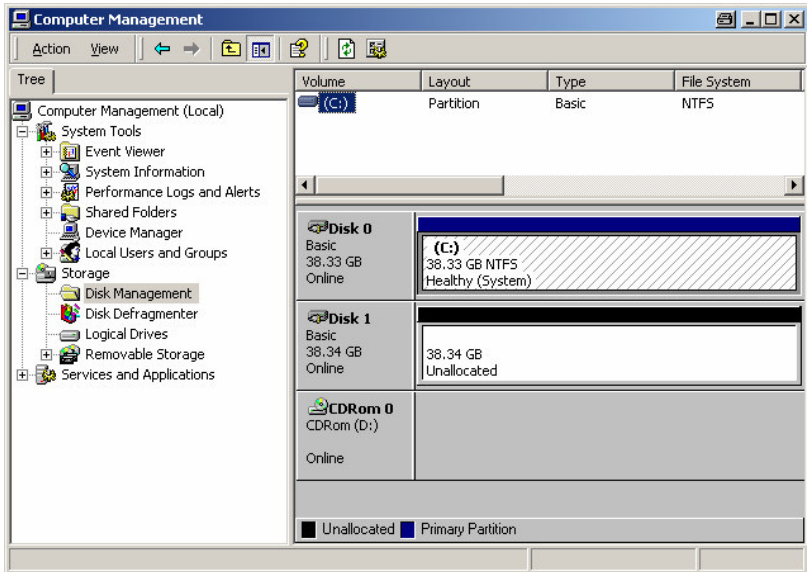 Computer Management
Action View
Tree
Computer Management (Local)
System Tools
Event Viewer
System Information
Performance Logs and Alerts
Shared Folders
Device Manager
Local Users and Groups
Storage
Disk Management
Disk Defragmenter
Logical Drives
Removable Storage
Services and Applications
Volume Layout Type File System
(C:) Partition Basic NTFS
Disk 0
Basic
38.33 GB
Online
(C:)
38.33 GB NTFS
Healthy (System)
Disk 1
Basic
38.34 GB
Online
38.34 GB
Unallocated
CDRom 0
CDRom (D:)
Online
Unallocated Primary Partition